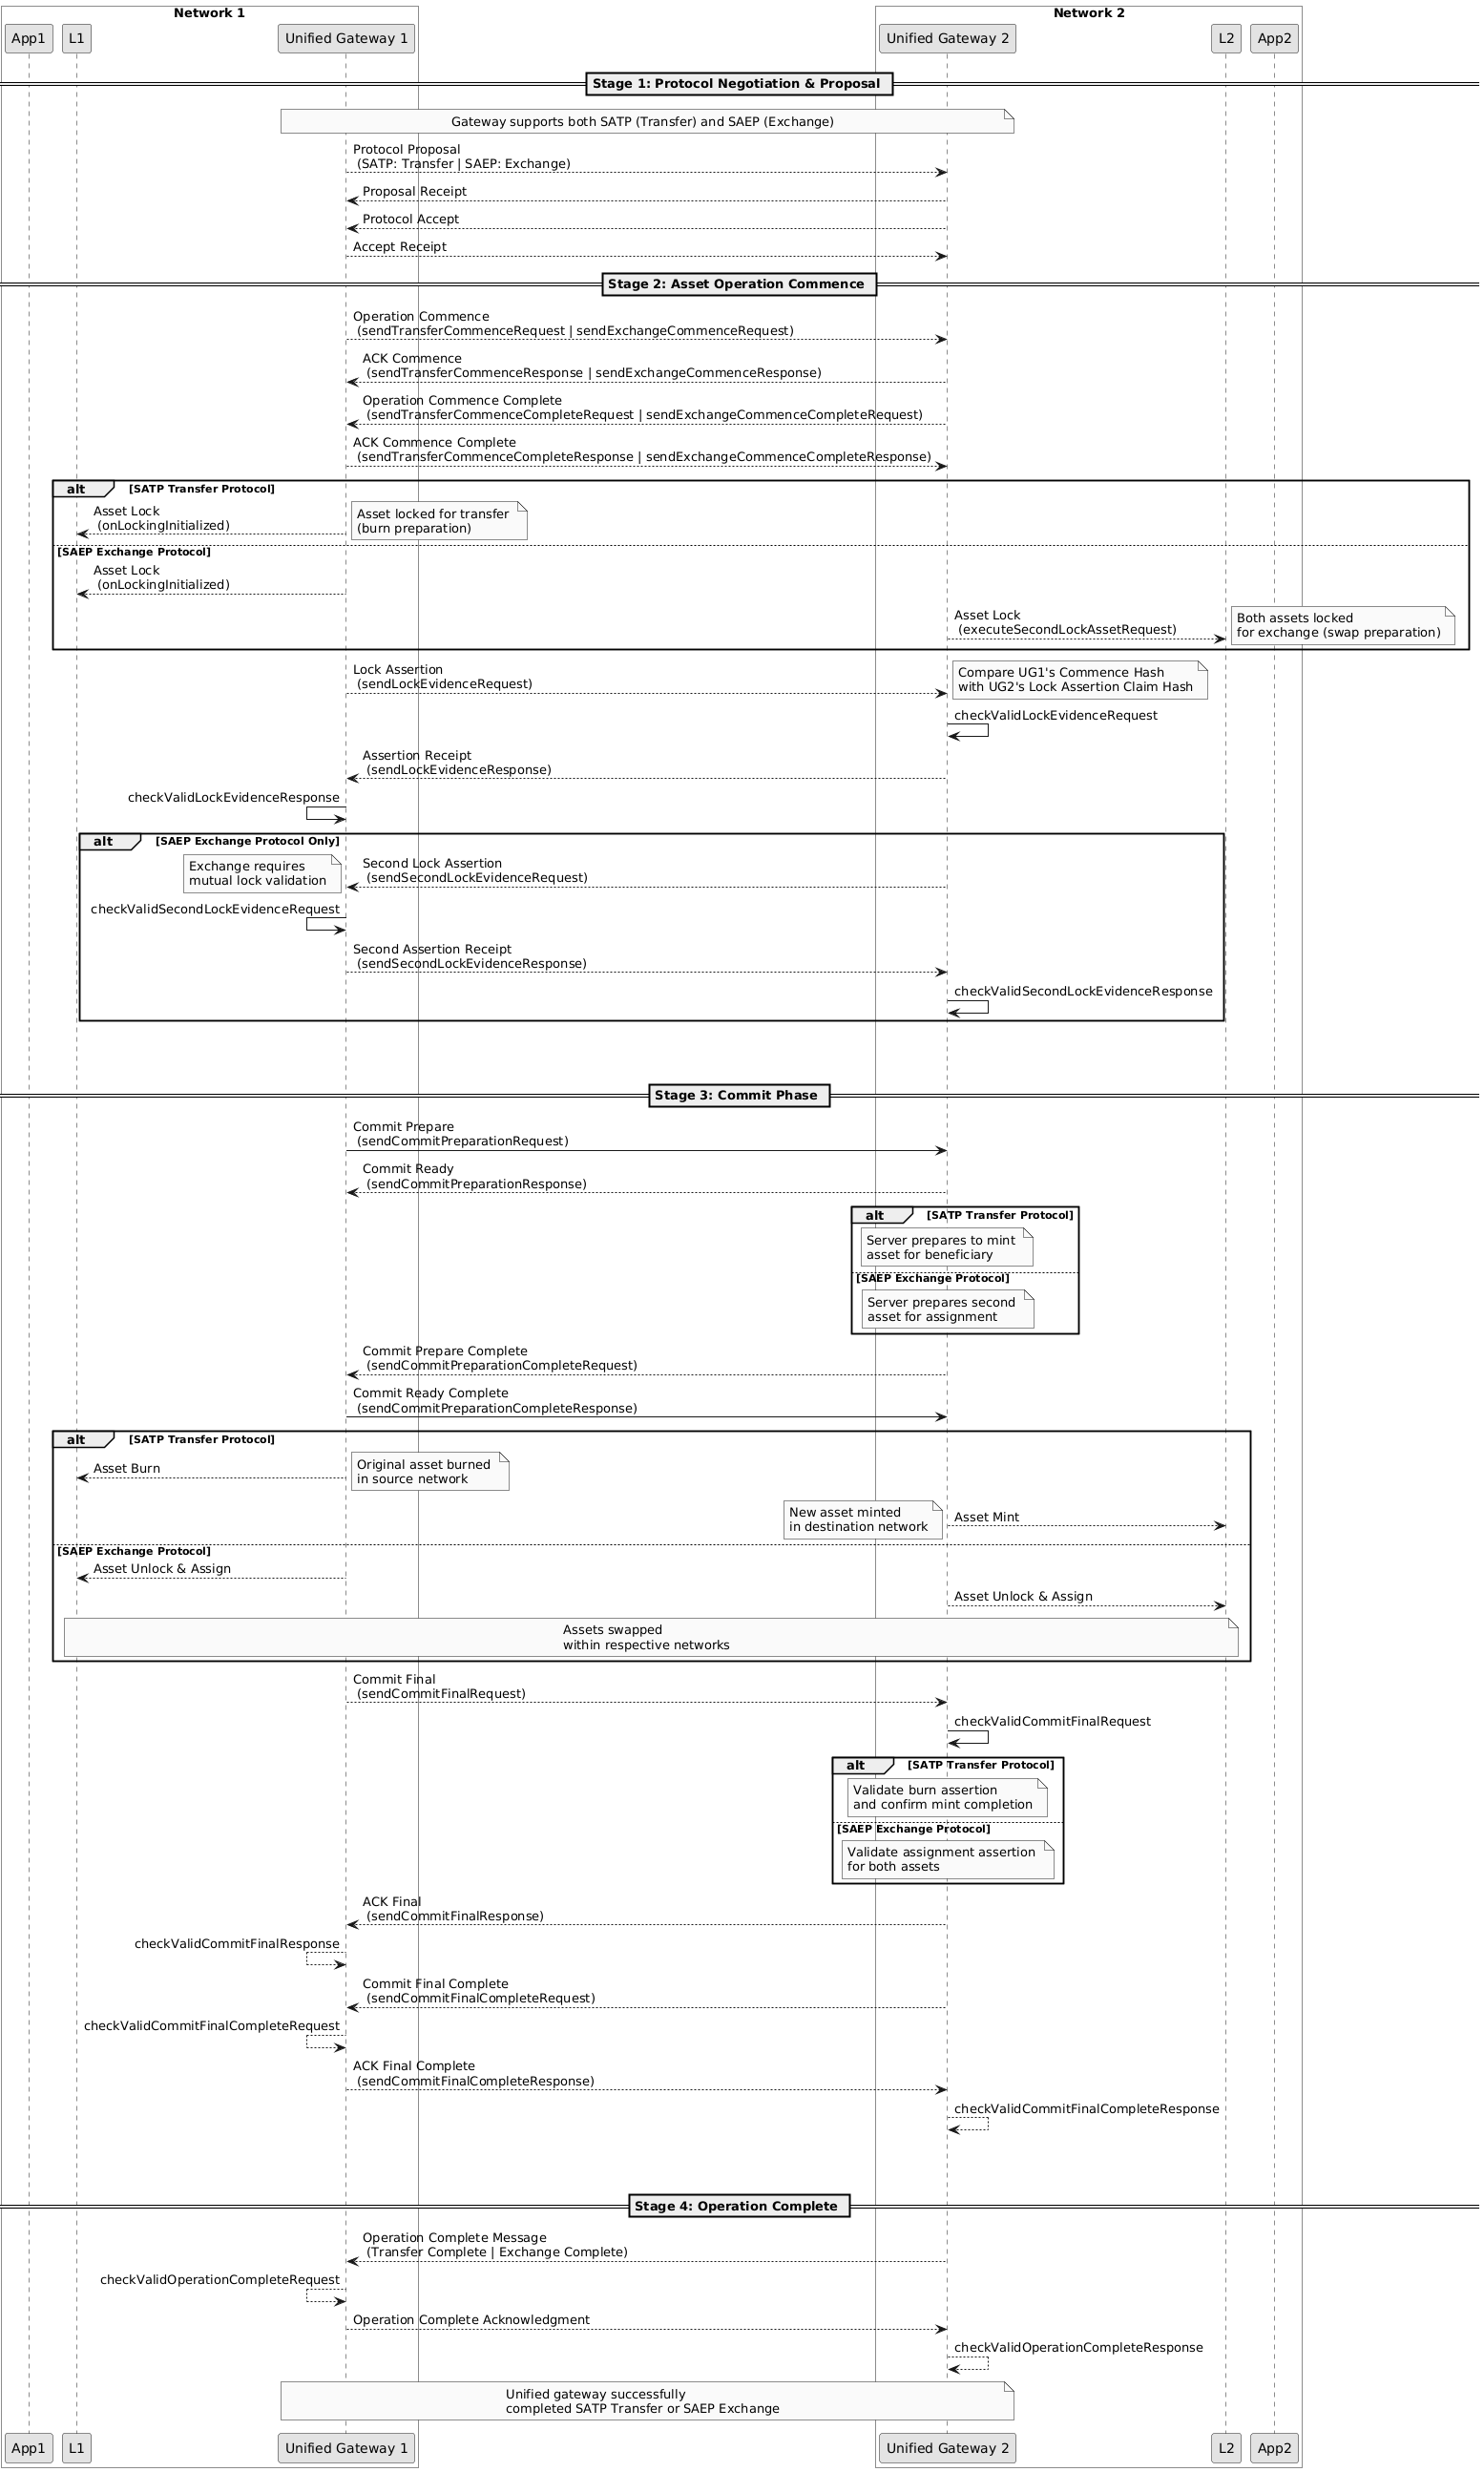 Network 1
Network 2
App1
L1
Unified Gateway 1
Unified Gateway 2
L2
App2
Stage 1: Protocol Negotiation & Proposal
Gateway supports both SATP (Transfer) and SAEP (Exchange)
Protocol Proposal
(SATP: Transfer | SAEP: Exchange)
Proposal Receipt
Protocol Accept
Accept Receipt
Stage 2: Asset Operation Commence
Operation Commence
(sendTransferCommenceRequest | sendExchangeCommenceRequest)
ACK Commence
(sendTransferCommenceResponse | sendExchangeCommenceResponse)
Operation Commence Complete
(sendTransferCommenceCompleteRequest | sendExchangeCommenceCompleteRequest)
ACK Commence Complete
(sendTransferCommenceCompleteResponse | sendExchangeCommenceCompleteResponse)
alt
[SATP Transfer Protocol]
Asset Lock
(onLockingInitialized)
Asset locked for transfer
(burn preparation)
[SAEP Exchange Protocol]
Asset Lock
(onLockingInitialized)
Asset Lock
(executeSecondLockAssetRequest)
Both assets locked
for exchange (swap preparation)
Lock Assertion
(sendLockEvidenceRequest)
Compare UG1's Commence Hash
with UG2's Lock Assertion Claim Hash
checkValidLockEvidenceRequest
Assertion Receipt
(sendLockEvidenceResponse)
checkValidLockEvidenceResponse
alt
[SAEP Exchange Protocol Only]
Exchange requires
mutual lock validation
Second Lock Assertion
(sendSecondLockEvidenceRequest)
checkValidSecondLockEvidenceRequest
Second Assertion Receipt
(sendSecondLockEvidenceResponse)
checkValidSecondLockEvidenceResponse
Stage 3: Commit Phase
Commit Prepare
(sendCommitPreparationRequest)
Commit Ready
(sendCommitPreparationResponse)
alt
[SATP Transfer Protocol]
Server prepares to mint
asset for beneficiary
[SAEP Exchange Protocol]
Server prepares second
asset for assignment
Commit Prepare Complete
(sendCommitPreparationCompleteRequest)
Commit Ready Complete
(sendCommitPreparationCompleteResponse)
alt
[SATP Transfer Protocol]
Asset Burn
Original asset burned
in source network
New asset minted
in destination network
Asset Mint
[SAEP Exchange Protocol]
Asset Unlock & Assign
Asset Unlock & Assign
Assets swapped
within respective networks
Commit Final
(sendCommitFinalRequest)
checkValidCommitFinalRequest
alt
[SATP Transfer Protocol]
Validate burn assertion
and confirm mint completion
[SAEP Exchange Protocol]
Validate assignment assertion
for both assets
ACK Final
(sendCommitFinalResponse)
checkValidCommitFinalResponse
Commit Final Complete
(sendCommitFinalCompleteRequest)
checkValidCommitFinalCompleteRequest
ACK Final Complete
(sendCommitFinalCompleteResponse)
checkValidCommitFinalCompleteResponse
Stage 4: Operation Complete
Operation Complete Message
(Transfer Complete | Exchange Complete)
checkValidOperationCompleteRequest
Operation Complete Acknowledgment
checkValidOperationCompleteResponse
Unified gateway successfully
completed SATP Transfer or SAEP Exchange
App1
L1
Unified Gateway 1
Unified Gateway 2
L2
App2